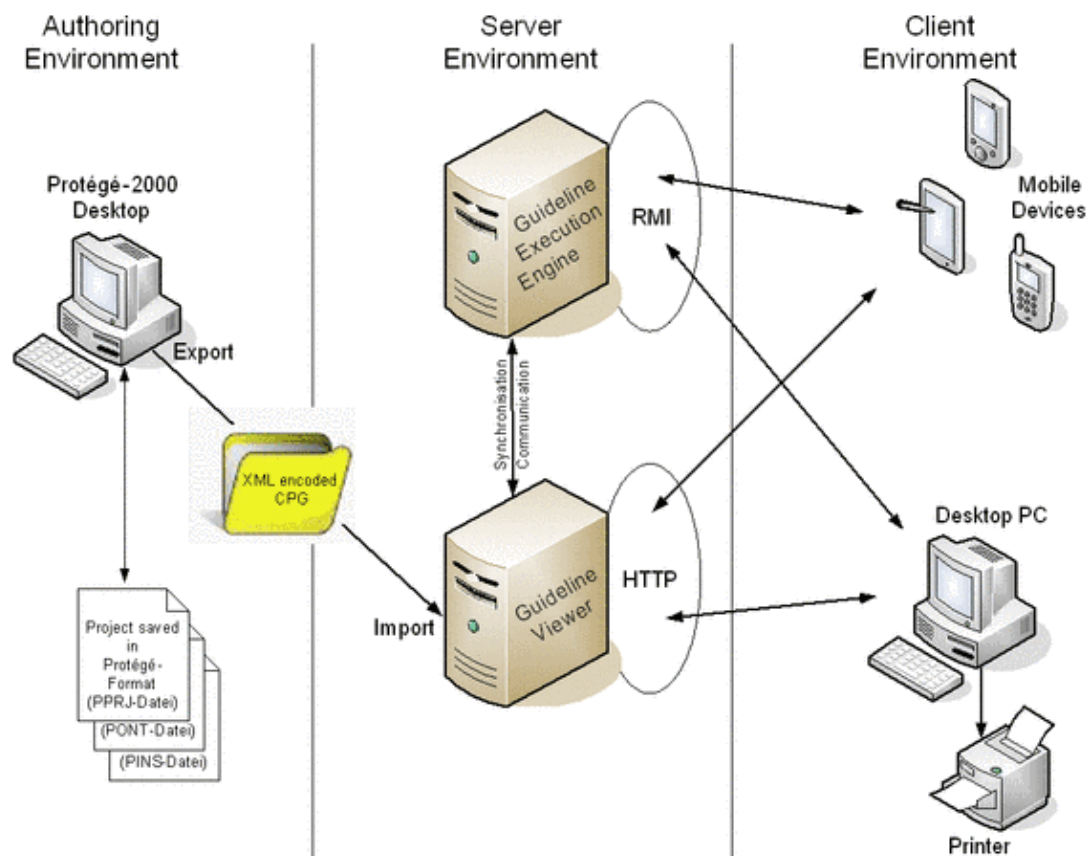 Authoring
Environment
Server
Environment
Client
Environment
Protégé-2000
Desktop
Export
XML encoded
CPG
Project saved
in
Protégé-
Format
(PPRJ-Datei)
(PONT-Datei)
(PINS-Datei)
Guideline
Execution
Engine
RMI
Synchronisation
Communication
Import
Guideline
Viewer
HTTP
Mobile
Devices
Desktop PC
Printer